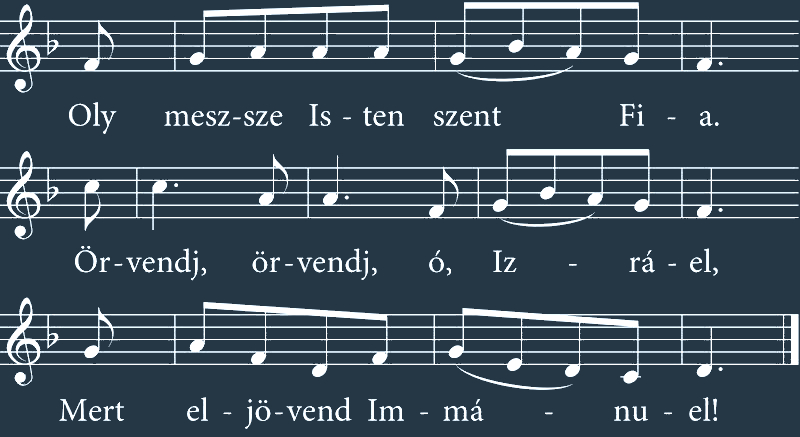 Oly mesz-sze Is - ten szent Fi - a.
Ör-vendj, ör-vendj, ó, Iz - rá - el,
Mert el - jö-vend Im - má - nu - el!